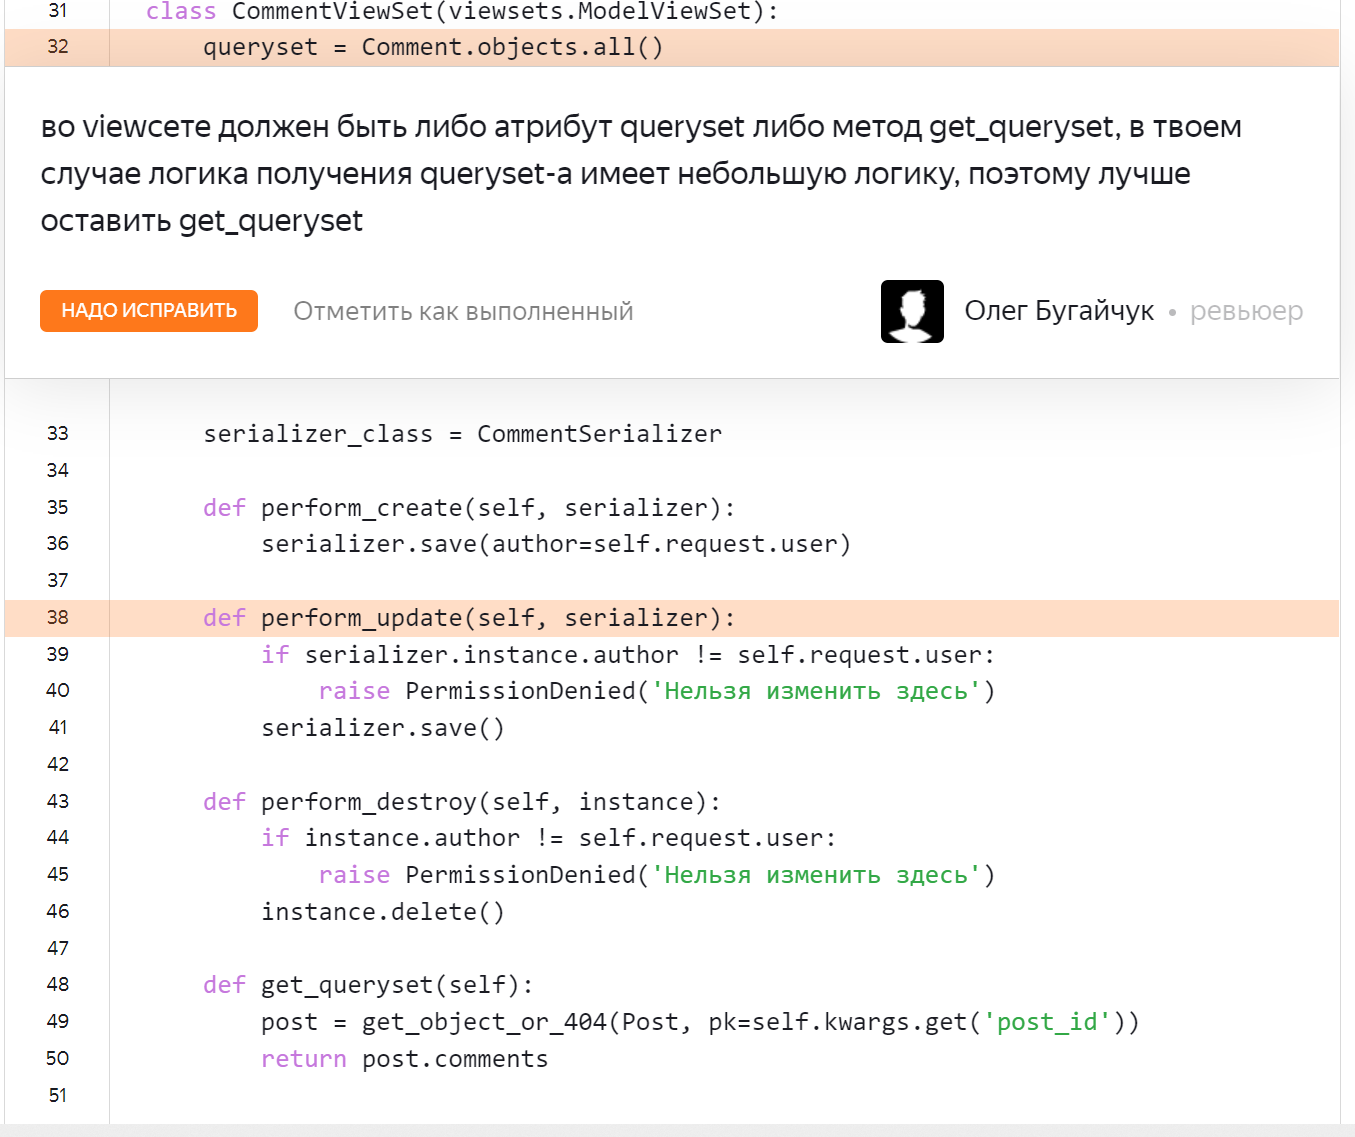 31 class CommentViewSet(viewsets.ModelViewSet):
32 queryset = Comment.objects.all()
во viewсете должен быть либо атрибут queryset либо метод get_queryset, в твоем
случае логика получения queryset-а имеет небольшую логику, поэтому лучше
оставить get_queryset
НАДО ИСПРАВИТЬ Отметить как выполненный Олег Бугайчук • ревьюер
33 serializer_class = CommentSerializer
34
35 def perform_create(self, serializer):
36 serializer.save(author=self.request.user)
37
38 def perform_update(self, serializer):
39 if serializer.instance.author != self.request.user:
40 raise PermissionDenied('Нельзя изменить здесь')
41 serializer.save()
42
43 def perform_destroy(self, instance):
44 if instance.author != self.request.user:
45 raise PermissionDenied('Нельзя изменить здесь')
46 instance.delete()
47
48 def get_queryset(self):
49 post = get_object_or_404(Post, pk=self.kwargs.get('post_id'))
50 return post.comments
51